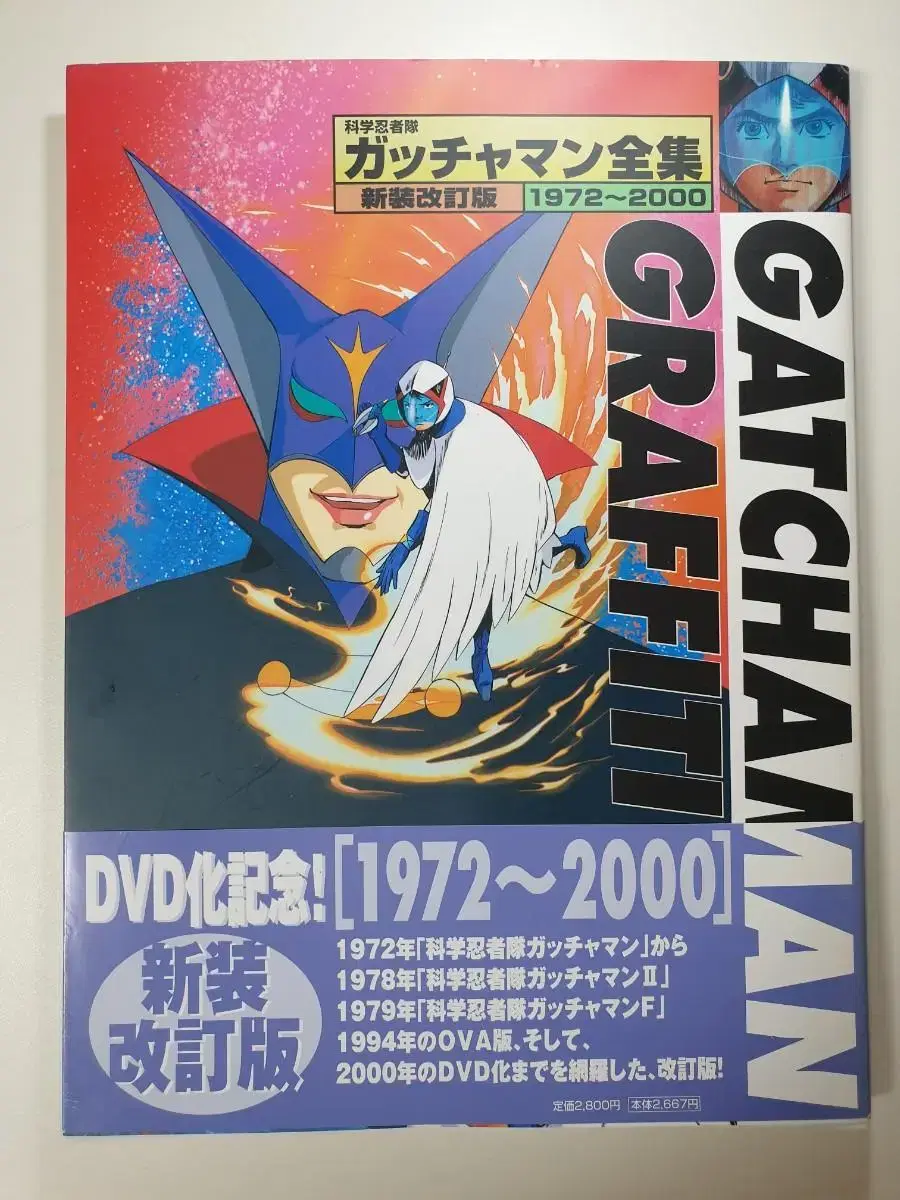 科学忍者隊
ガッチャマン全集
新装改訂版
1972〜2000
GATCHAMAN
GRAFFITI
DVD化記念!
[1972〜2000]
新装
改訂版
1972年「科学忍者隊ガッチャマン」から
1978年「科学忍者隊ガッチャマンⅡ」
1979年「科学忍者隊ガッチャマンF」
1994年のOVA版、そして、
2000年のDVD化までを網羅した、改訂版!
定価2,800円 本体2,667円